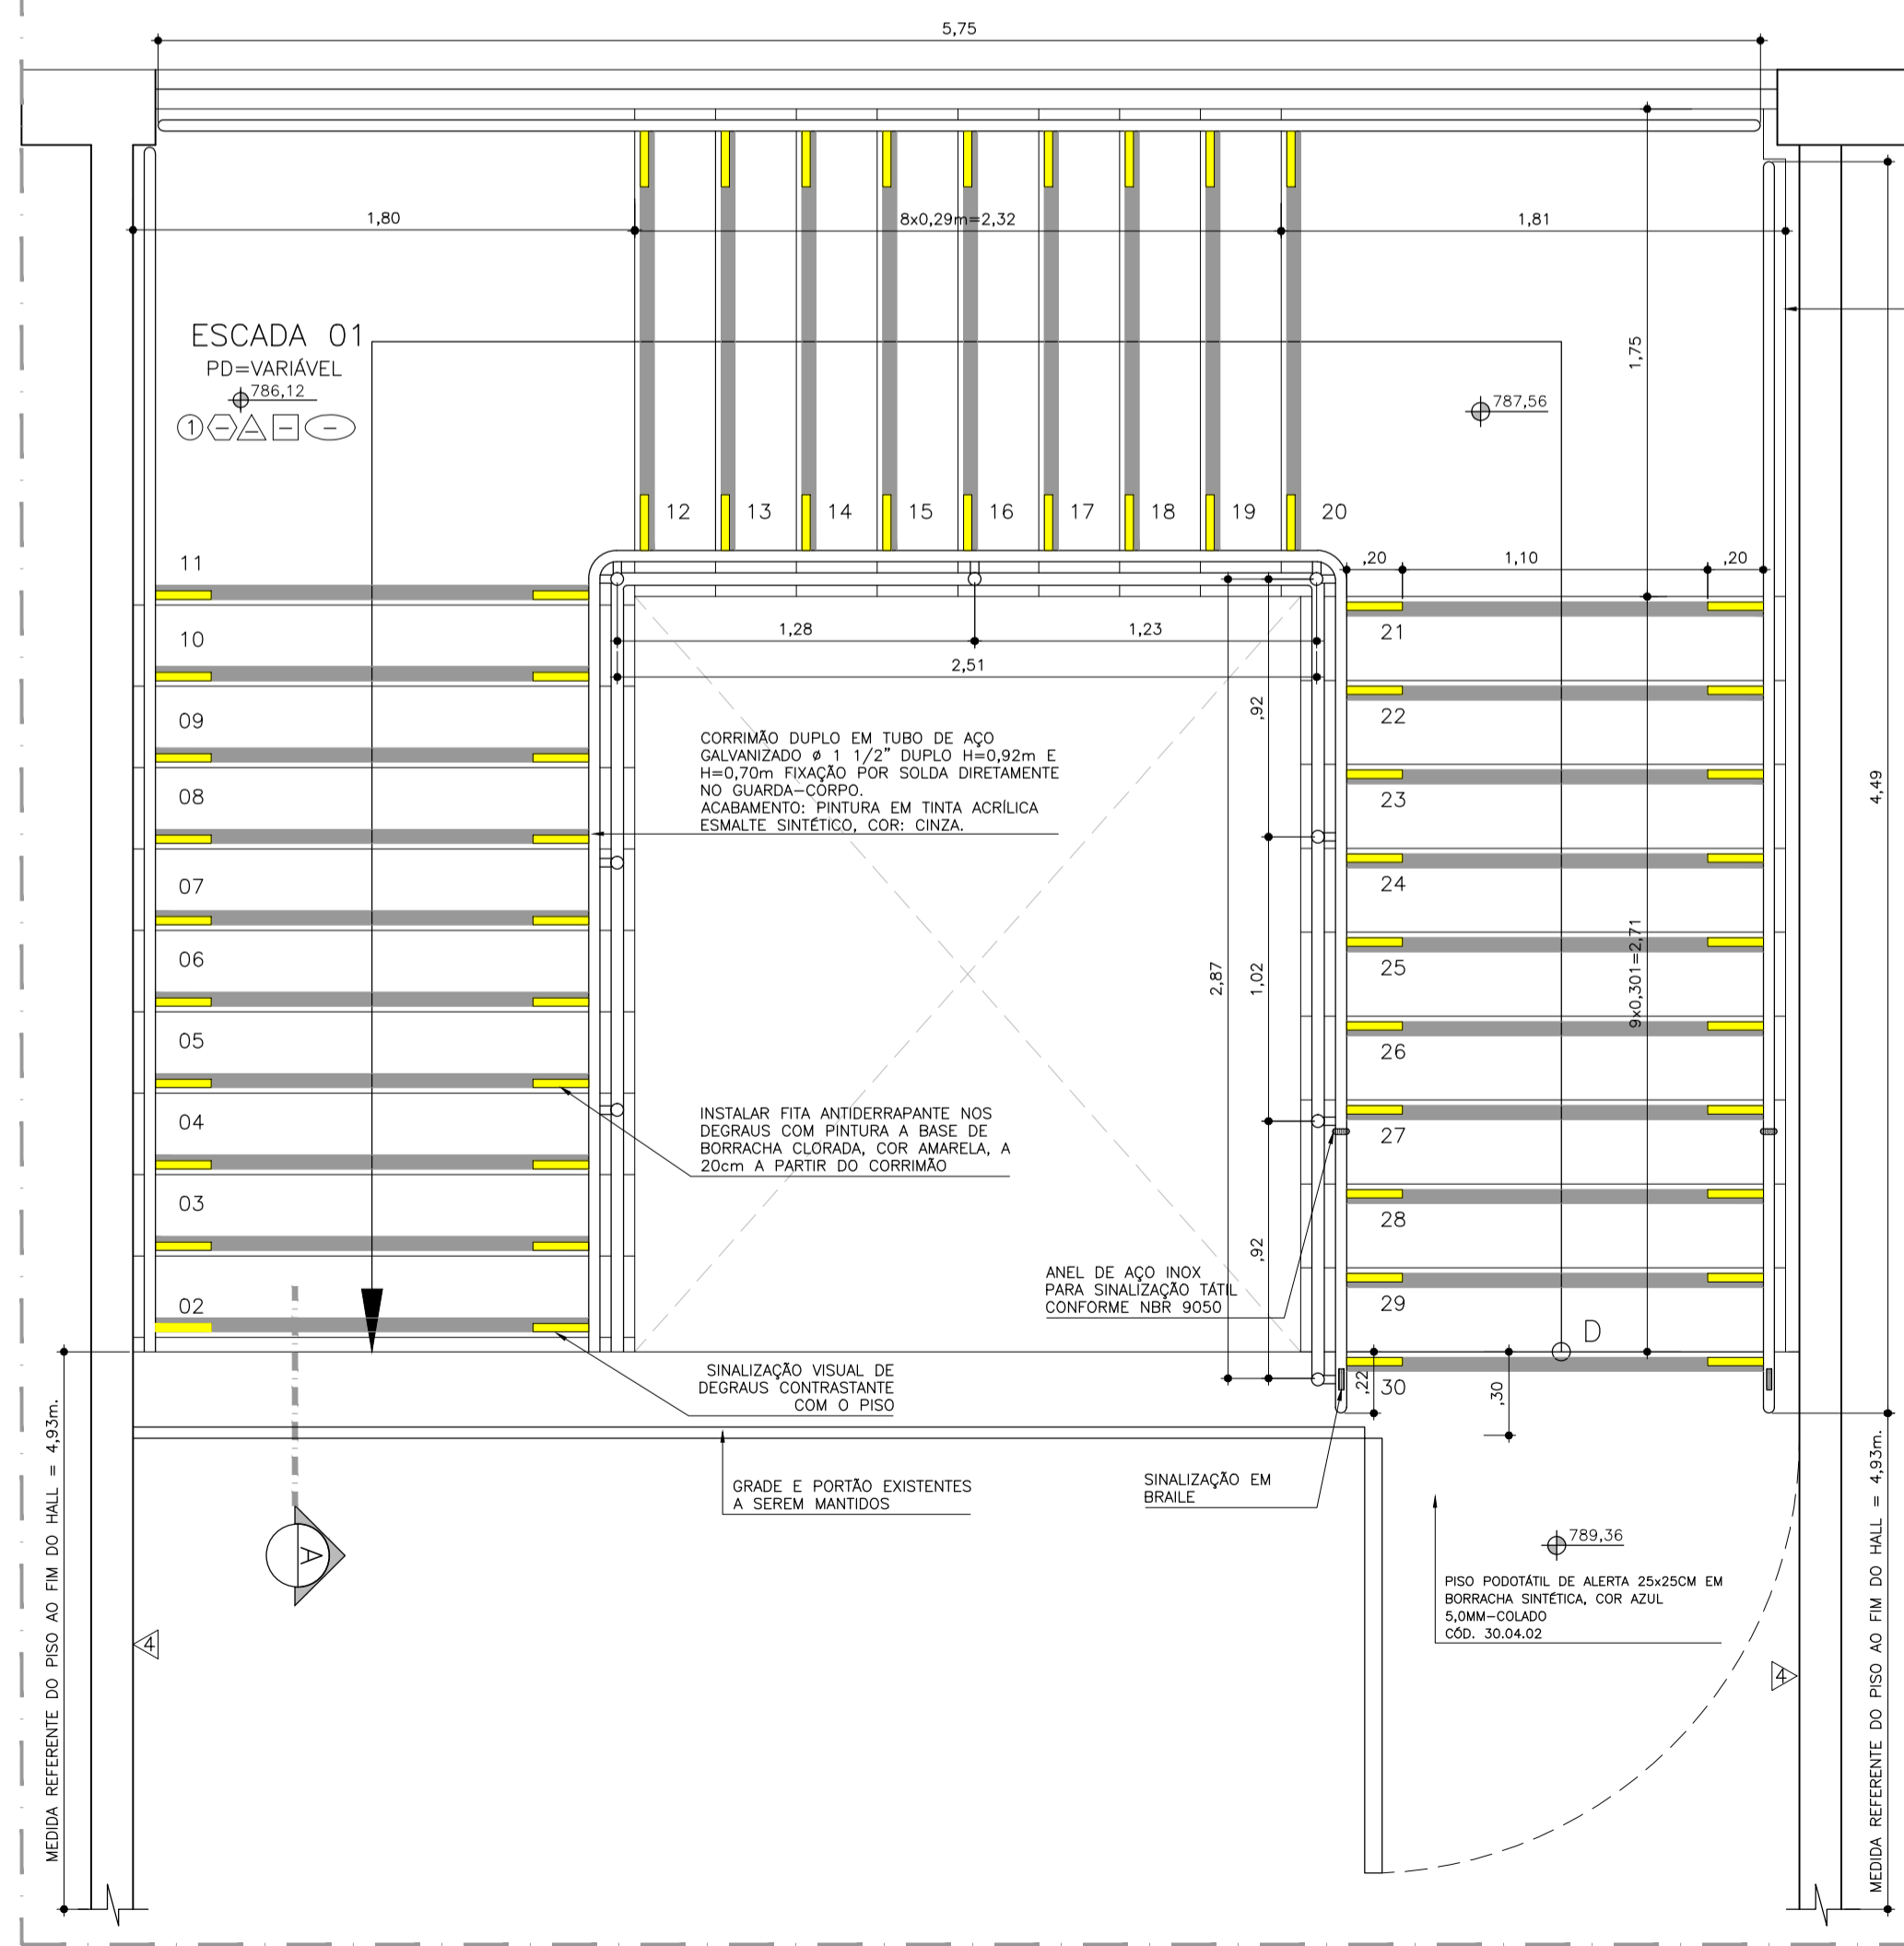 5,75
1,80
8x0,29m=2,32
1,81
ESCADA 01
PD=VARIÁVEL
786,12
1
787,56
1,75
12
13
14
15
16
17
18
19
20
11
10
09
08
07
06
05
04
03
02
,20
1,10
,20
21
22
23
24
25
26
27
28
29
30
1,28
1,23
2,51
,92
1,02
,92
2,87
9x0,301=2,71
4,49
CORRIMÃO DUPLO EM TUBO DE AÇO
GALVANIZADO ø 1 1/2" DUPLO H=0,92m E
H=0,70m FIXAÇÃO POR SOLDA DIRETAMENTE
NO GUARDA-CORPO.
ACABAMENTO: PINTURA EM TINTA ACRÍLICA
ESMALTE SINTÉTICO, COR: CINZA.
INSTALAR FITA ANTIDERRAPANTE NOS
DEGRAUS COM PINTURA A BASE DE
BORRACHA CLORADA, COR AMARELA, A
20cm A PARTIR DO CORRIMÃO
ANEL DE AÇO INOX
PARA SINALIZAÇÃO TÁTIL
CONFORME NBR 9050
D
SINALIZAÇÃO VISUAL DE
DEGRAUS CONTRASTANTE
COM O PISO
,22
,30
GRADE E PORTÃO EXISTENTES
A SEREM MANTIDOS
SINALIZAÇÃO EM
BRAILE
A
789,36
PISO PODOTÁTIL DE ALERTA 25x25CM EM
BORRACHA SINTÉTICA, COR AZUL
5,0MM-COLADO
CÓD. 30.04.02
4
4
MEDIDA REFERENTE DO PISO AO FIM DO HALL = 4,93m.
MEDIDA REFERENTE DO PISO AO FIM DO HALL = 4,93m.